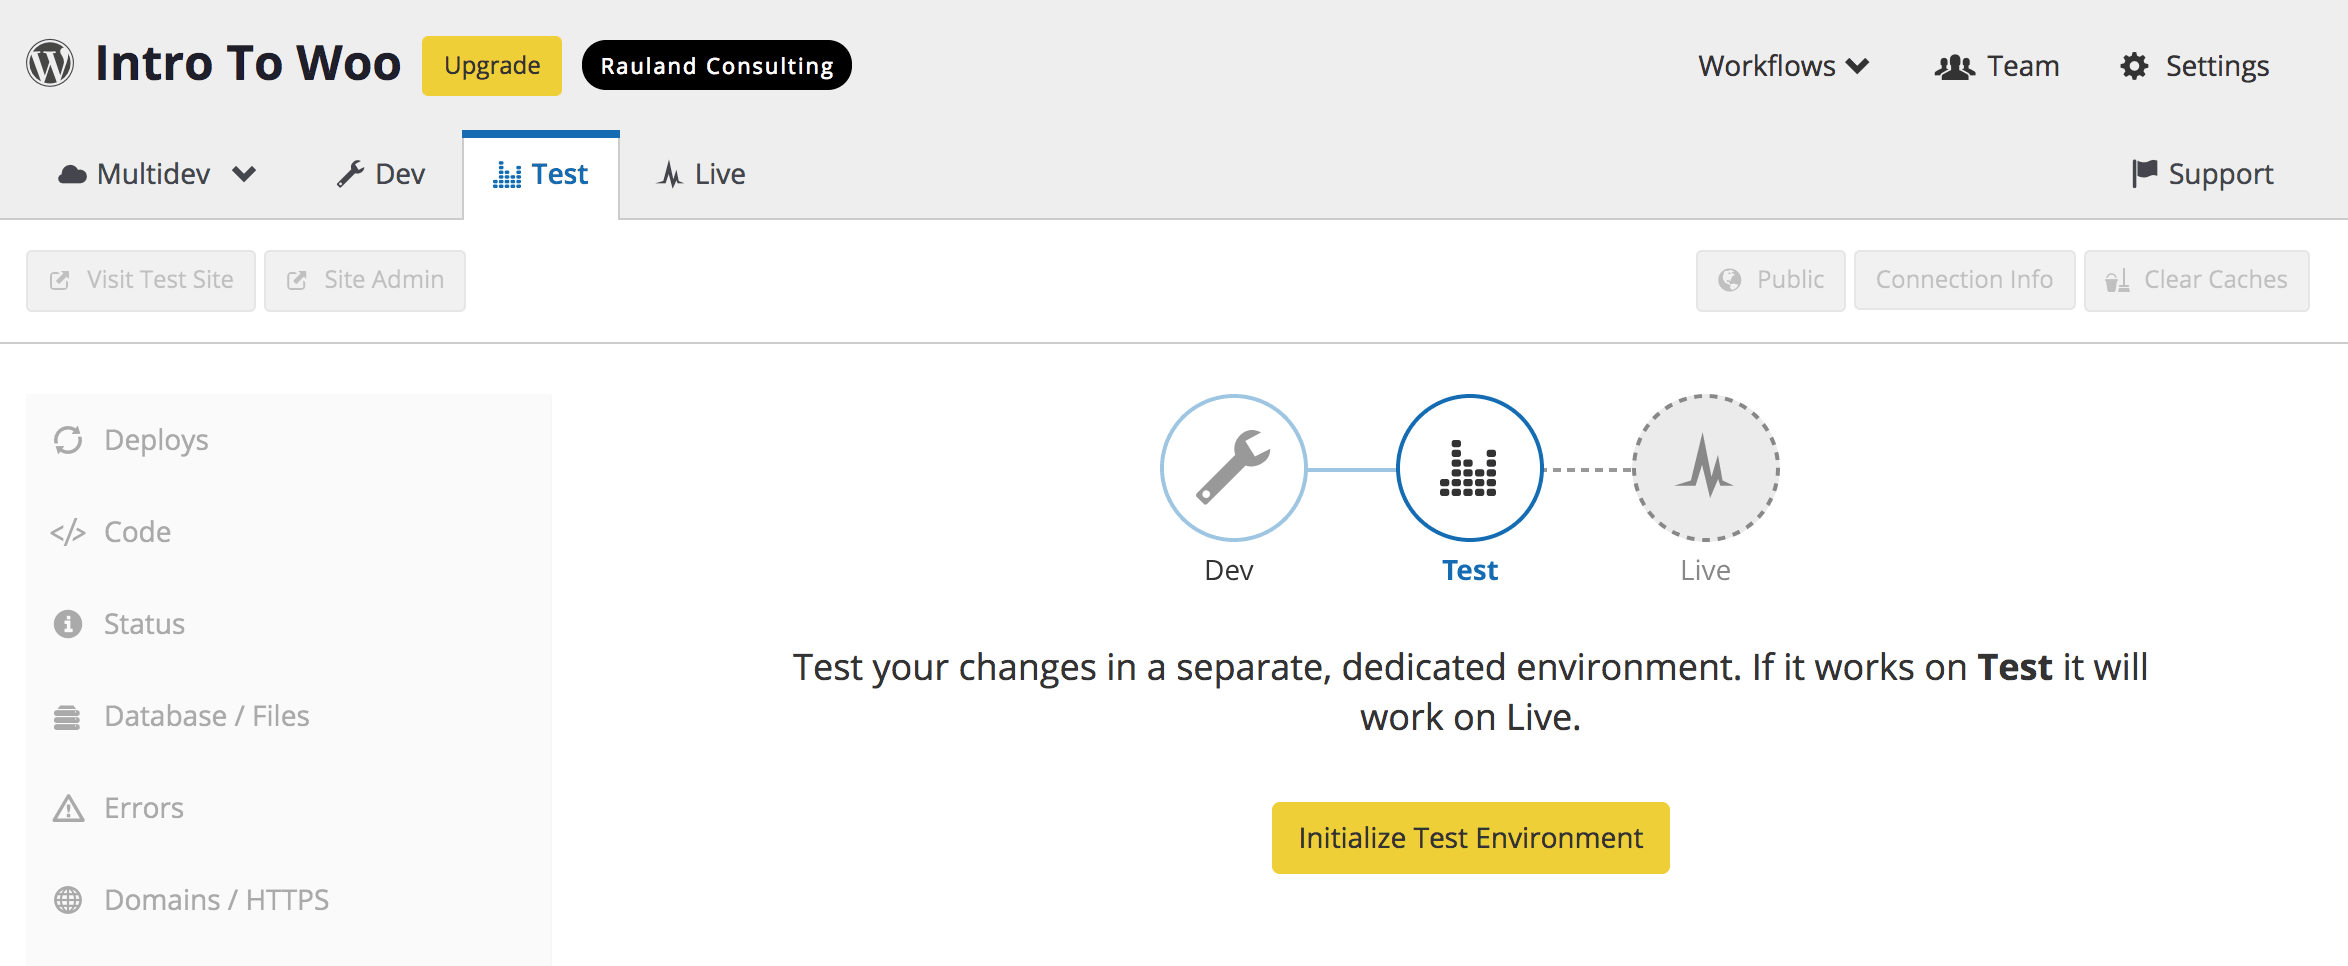 Intro To Woo Upgrade Rauland Consulting Workflows Team Settings
Multidev Dev Test Live Support
Visit Test Site Site Admin Public Connection Info Clear Caches
Deploys
Code
Status
Database / Files
Errors
Domains / HTTPS
Dev Test Live
Test your changes in a separate, dedicated environment. If it works on Test it will
work on Live.
Initialize Test Environment